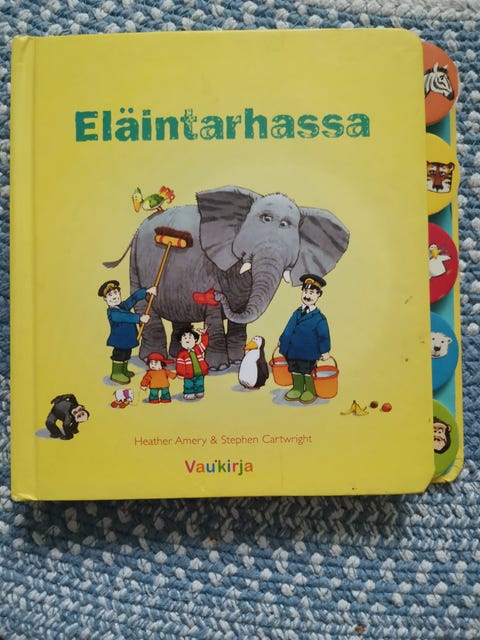 Eläintarhassa
Heather Amery & Stephen Cartwright
Vau'kirja